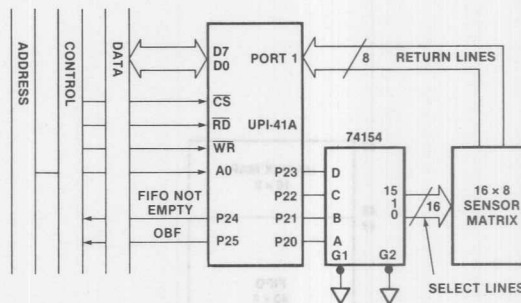 ADDRESS
CONTROL
DATA
D7
D0
PORT 1
8
RETURN LINES
CS
RD
UPI-41A
WR
A0
74154
P23
D
P22
C
15
P21
B
1
16
P20
A
0
16 × 8
SENSOR
MATRIX
FIFO NOT
EMPTY
P24
OBF
P25
G1
G2
SELECT LINES